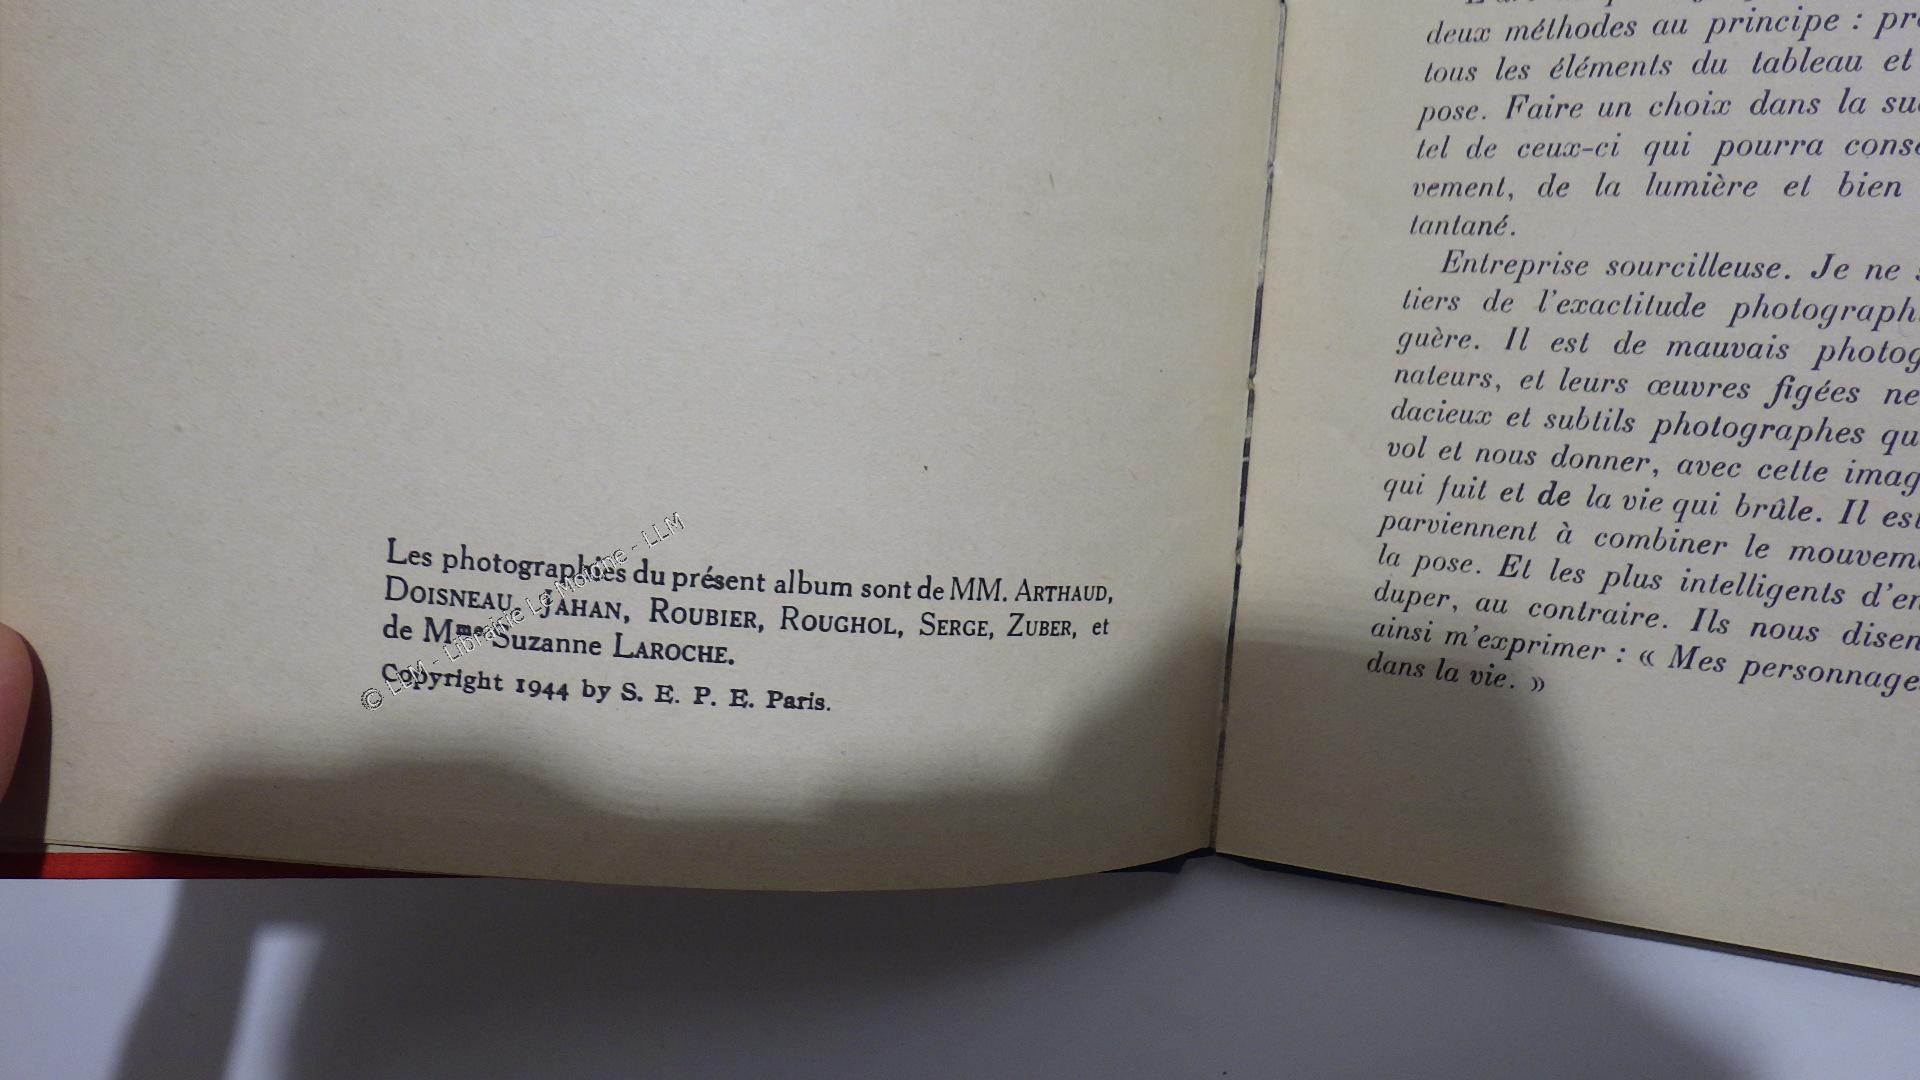 Les photographies du présent album sont de MM. ARTHAUD,
DOISNEAU, JAHAN, ROUBIER, ROUGHOL, SERGE, ZUBER, et
de Mme Suzanne LAROCHE.
Copyright 1944 by S. E. P. E. Paris.
© LLM - Librairie Le Moione - LLM
deux méthodes au principe :
tous les éléments du tableau et
pose. Faire un choix dans la
tel de ceux-ci qui pourra
vement, de la lumière et bien
tantané.
Entreprise sourcilleuse. Je ne
tiers de l'exactitude
guère. Il est de mauvais
nateurs, et leurs œuvres figées ne
dacieux et subtils photographes
vol et nous donner, avec cette
qui fuit et de la vie qui brûle. Il
parviennent à combiner le
la pose. Et les plus intelligents
duper, au contraire. Ils nous
ainsi m'exprimer : « Mes
dans la vie. »